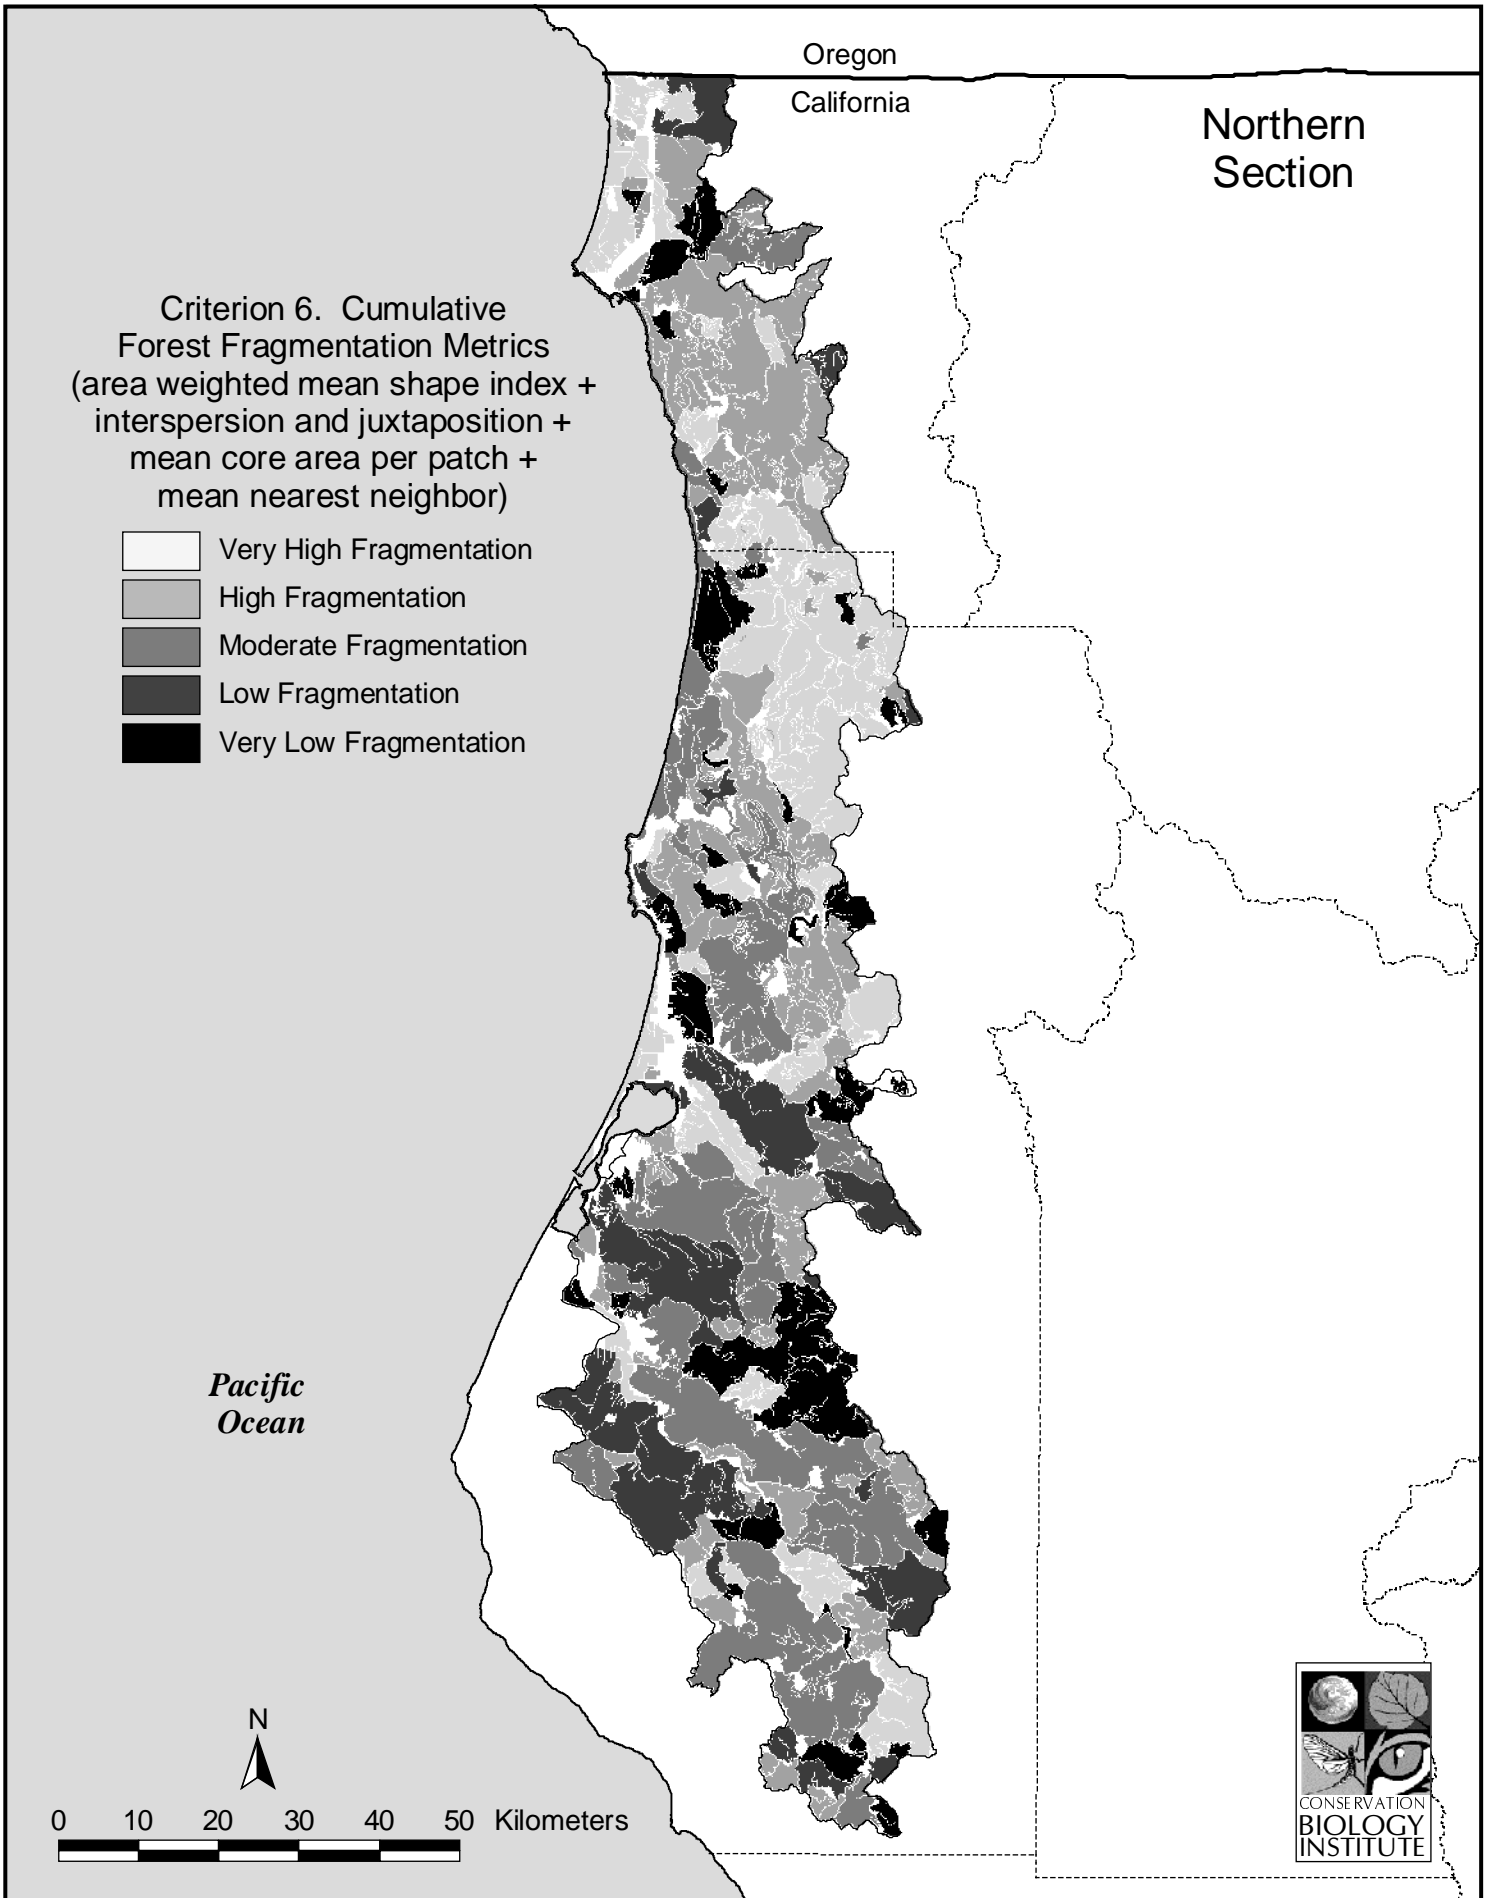 Oregon
California
Northern
Section
Criterion 6. Cumulative
Forest Fragmentation Metrics
(area weighted mean shape index +
interspersion and juxtaposition +
mean core area per patch +
mean nearest neighbor)
Very High Fragmentation
High Fragmentation
Moderate Fragmentation
Low Fragmentation
Very Low Fragmentation
Pacific
Ocean
N
0 10 20 30 40 50 Kilometers
CONSERVATION
BIOLOGY
INSTITUTE